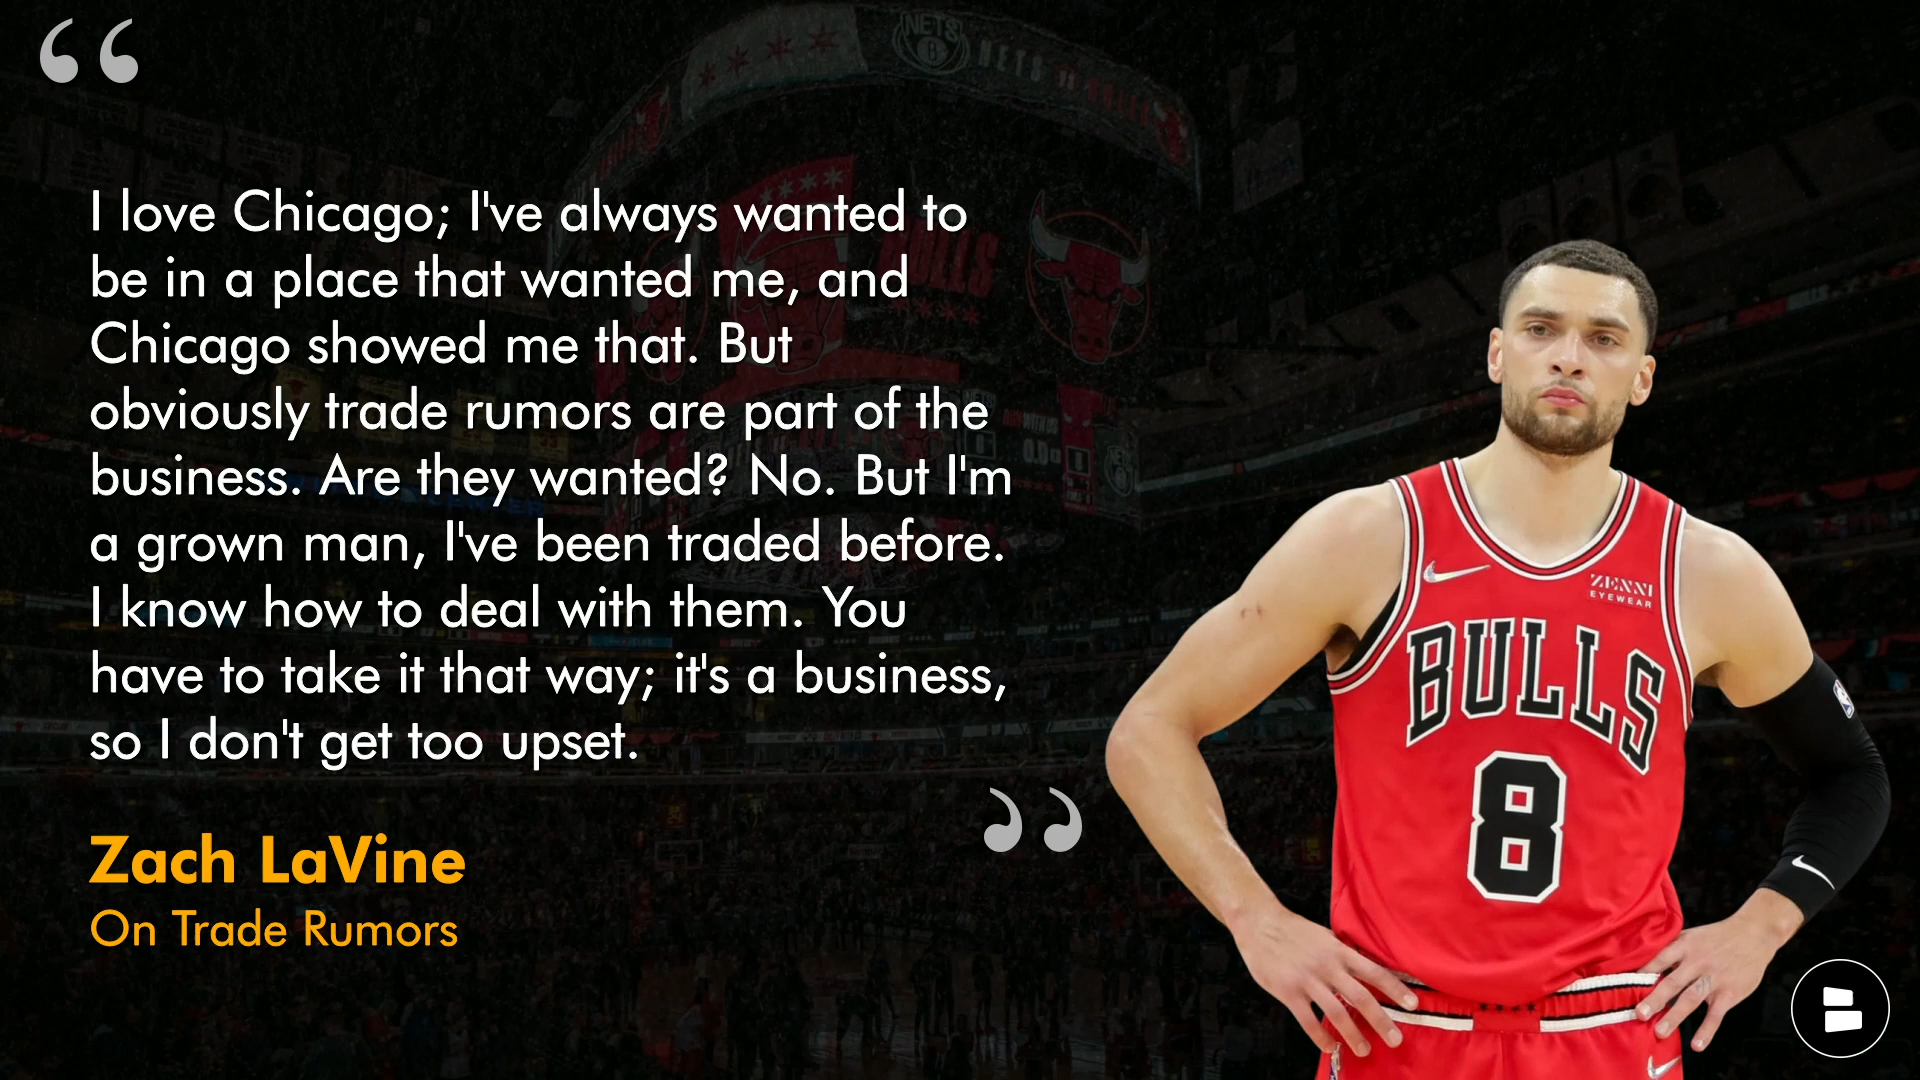 NETS
NETS
BULLS
I love Chicago; I've always wanted to
be in a place that wanted me, and
Chicago showed me that. But
obviously trade rumors are part of the
business. Are they wanted? No. But I'm
a grown man, I've been traded before.
I know how to deal with them. You
have to take it that way; it's a business,
so I don't get too upset.
Zach LaVine
On Trade Rumors
ZENNI
EYEWEAR
BULLS
8